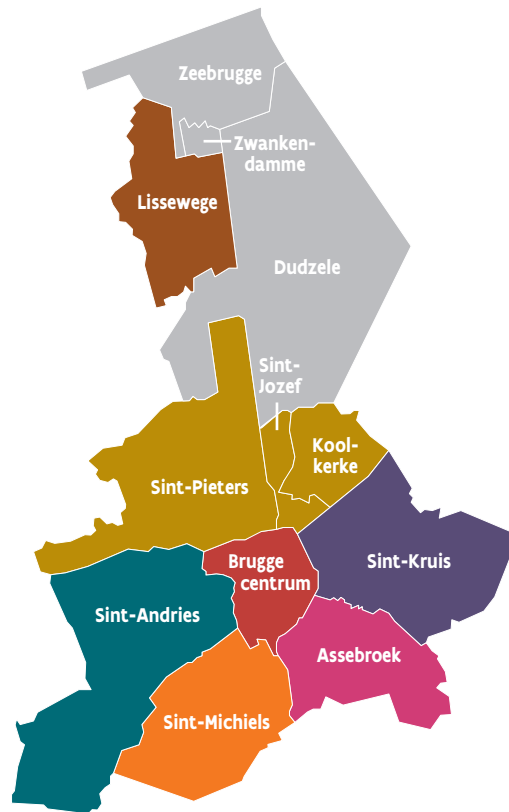 Zeebrugge
Zwanken-
damme
Lissewege
Dudzele
Sint-
Jozef
Kool-
kerke
Sint-Pieters
Brugge
centrum
Sint-Kruis
Sint-Andries
Assebroek
Sint-Michiels